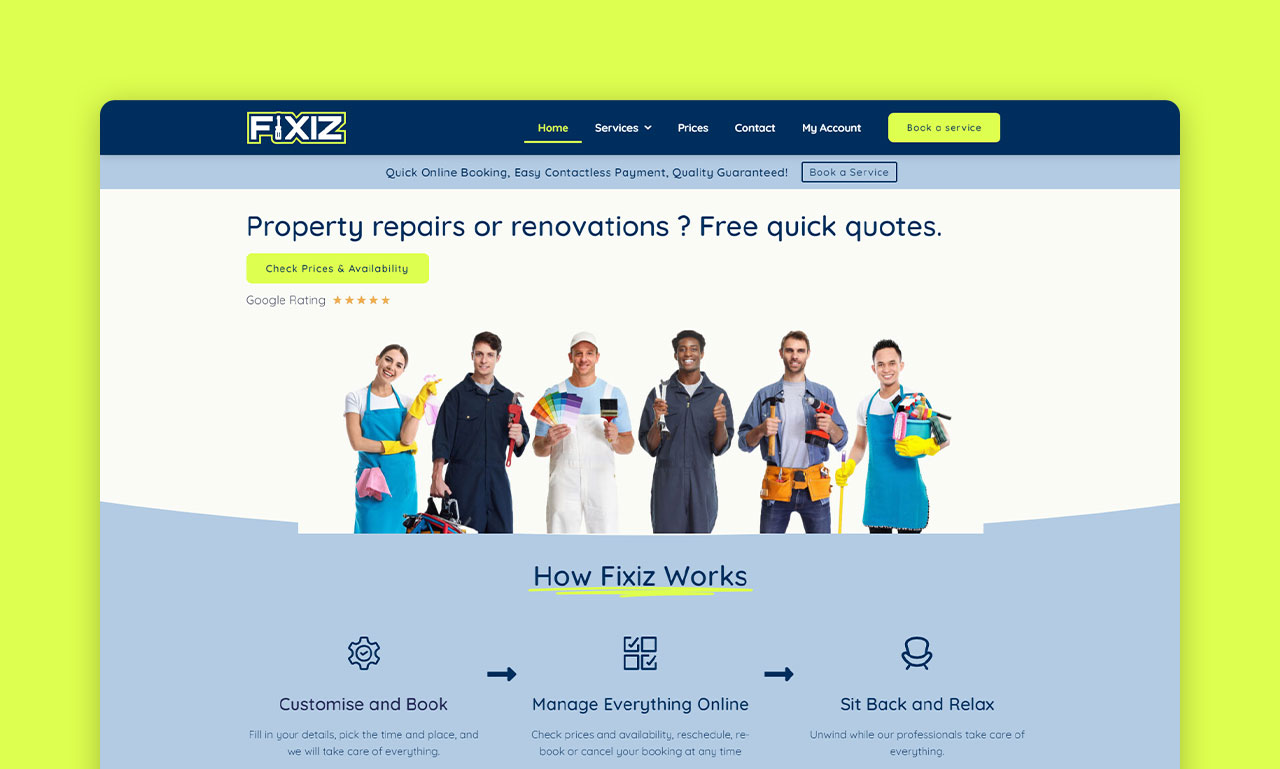 FIXIZ
Home Services Prices Contact My Account Book a service
Quick Online Booking, Easy Contactless Payment, Quality Guaranteed! Book a Service
Property repairs or renovations ? Free quick quotes.
Check Prices & Availability
Google Rating
How Fixiz Works
Customise and Book
Fill in your details, pick the time and place, and
we will take care of everything.
Manage Everything Online
Check prices and availability, reschedule, re-
book or cancel your booking at any time
Sit Back and Relax
Unwind while our professionals take care of
everything.